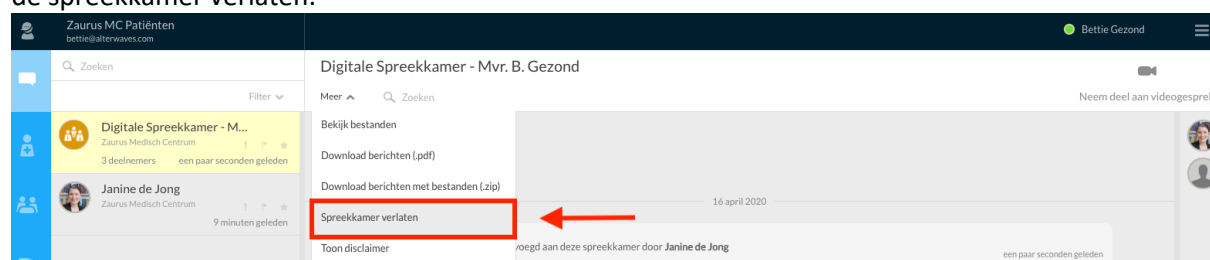 de spreekkamer verlaten.
Zaurus MC Patiënten
bettie@alterwaves.com
Bettie Gezond
Zoeken
Filter
Digitale Spreekkamer - M...
Zaurus Medisch Centrum
3 deelnemers een paar seconden geleden
Janine de Jong
Zaurus Medisch Centrum
9 minuten geleden
Digitale Spreekkamer - Mvr. B. Gezond
Meer Zoeken
Neem deel aan videogesprek
Bekijk bestanden
Download berichten (.pdf)
Download berichten met bestanden (.zip)
Spreekkamer verlaten
Toon disclaimer
16 april 2020
voegd aan deze spreekkamer door Janine de Jong
een paar seconden geleden